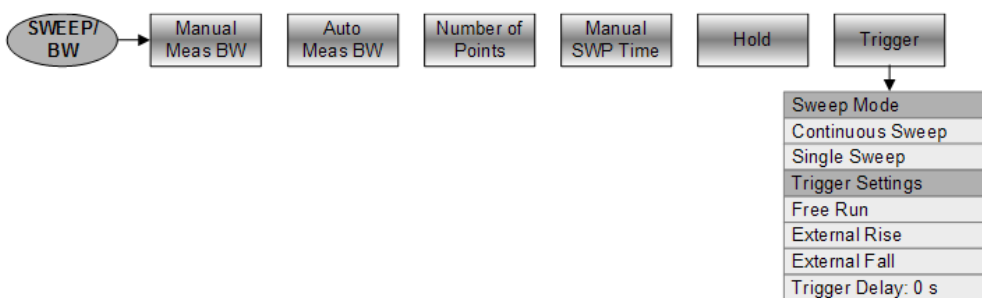 SWEEP/
BW
Manual
Meas BW
Auto
Meas BW
Number of
Points
Manual
SWP Time
Hold
Trigger
Sweep Mode
Continuous Sweep
Single Sweep
Trigger Settings
Free Run
External Rise
External Fall
Trigger Delay: 0 s